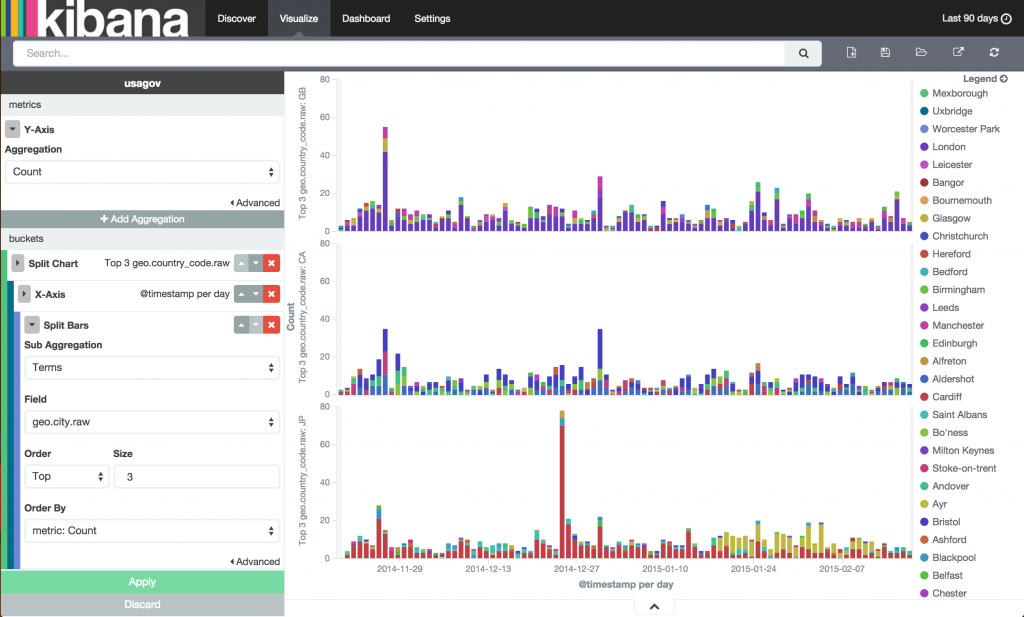 kibana
Discover
Visualize
Dashboard
Settings
Last 90 days
Search...
usagov
metrics
Y-Axis
Aggregation
Count
Advanced
+ Add Aggregation
buckets
Split Chart Top 3 geo.country_code.raw
X-Axis @timestamp per day
Split Bars
Sub Aggregation
Terms
Field
geo.city.raw
Order Size
Top 3
Order By
metric: Count
Advanced
Apply
Discard
Count
Top 3 geo.country_code.raw: GB
80
60
40
20
0
Top 3 geo.country_code.raw: CA
80
60
40
20
0
Top 3 geo.country_code.raw: JP
80
60
40
20
0
2014-11-29 2014-12-13 2014-12-27 2015-01-10 2015-01-24 2015-02-07
@timestamp per day
Legend
Mexborough
Uxbridge
Worcester Park
London
Leicester
Bangor
Bournemouth
Glasgow
Christchurch
Hereford
Bedford
Birmingham
Leeds
Manchester
Edinburgh
Alfreton
Aldershot
Cardiff
Saint Albans
Bo'ness
Milton Keynes
Stoke-on-trent
Andover
Ayr
Bristol
Ashford
Blackpool
Belfast
Chester